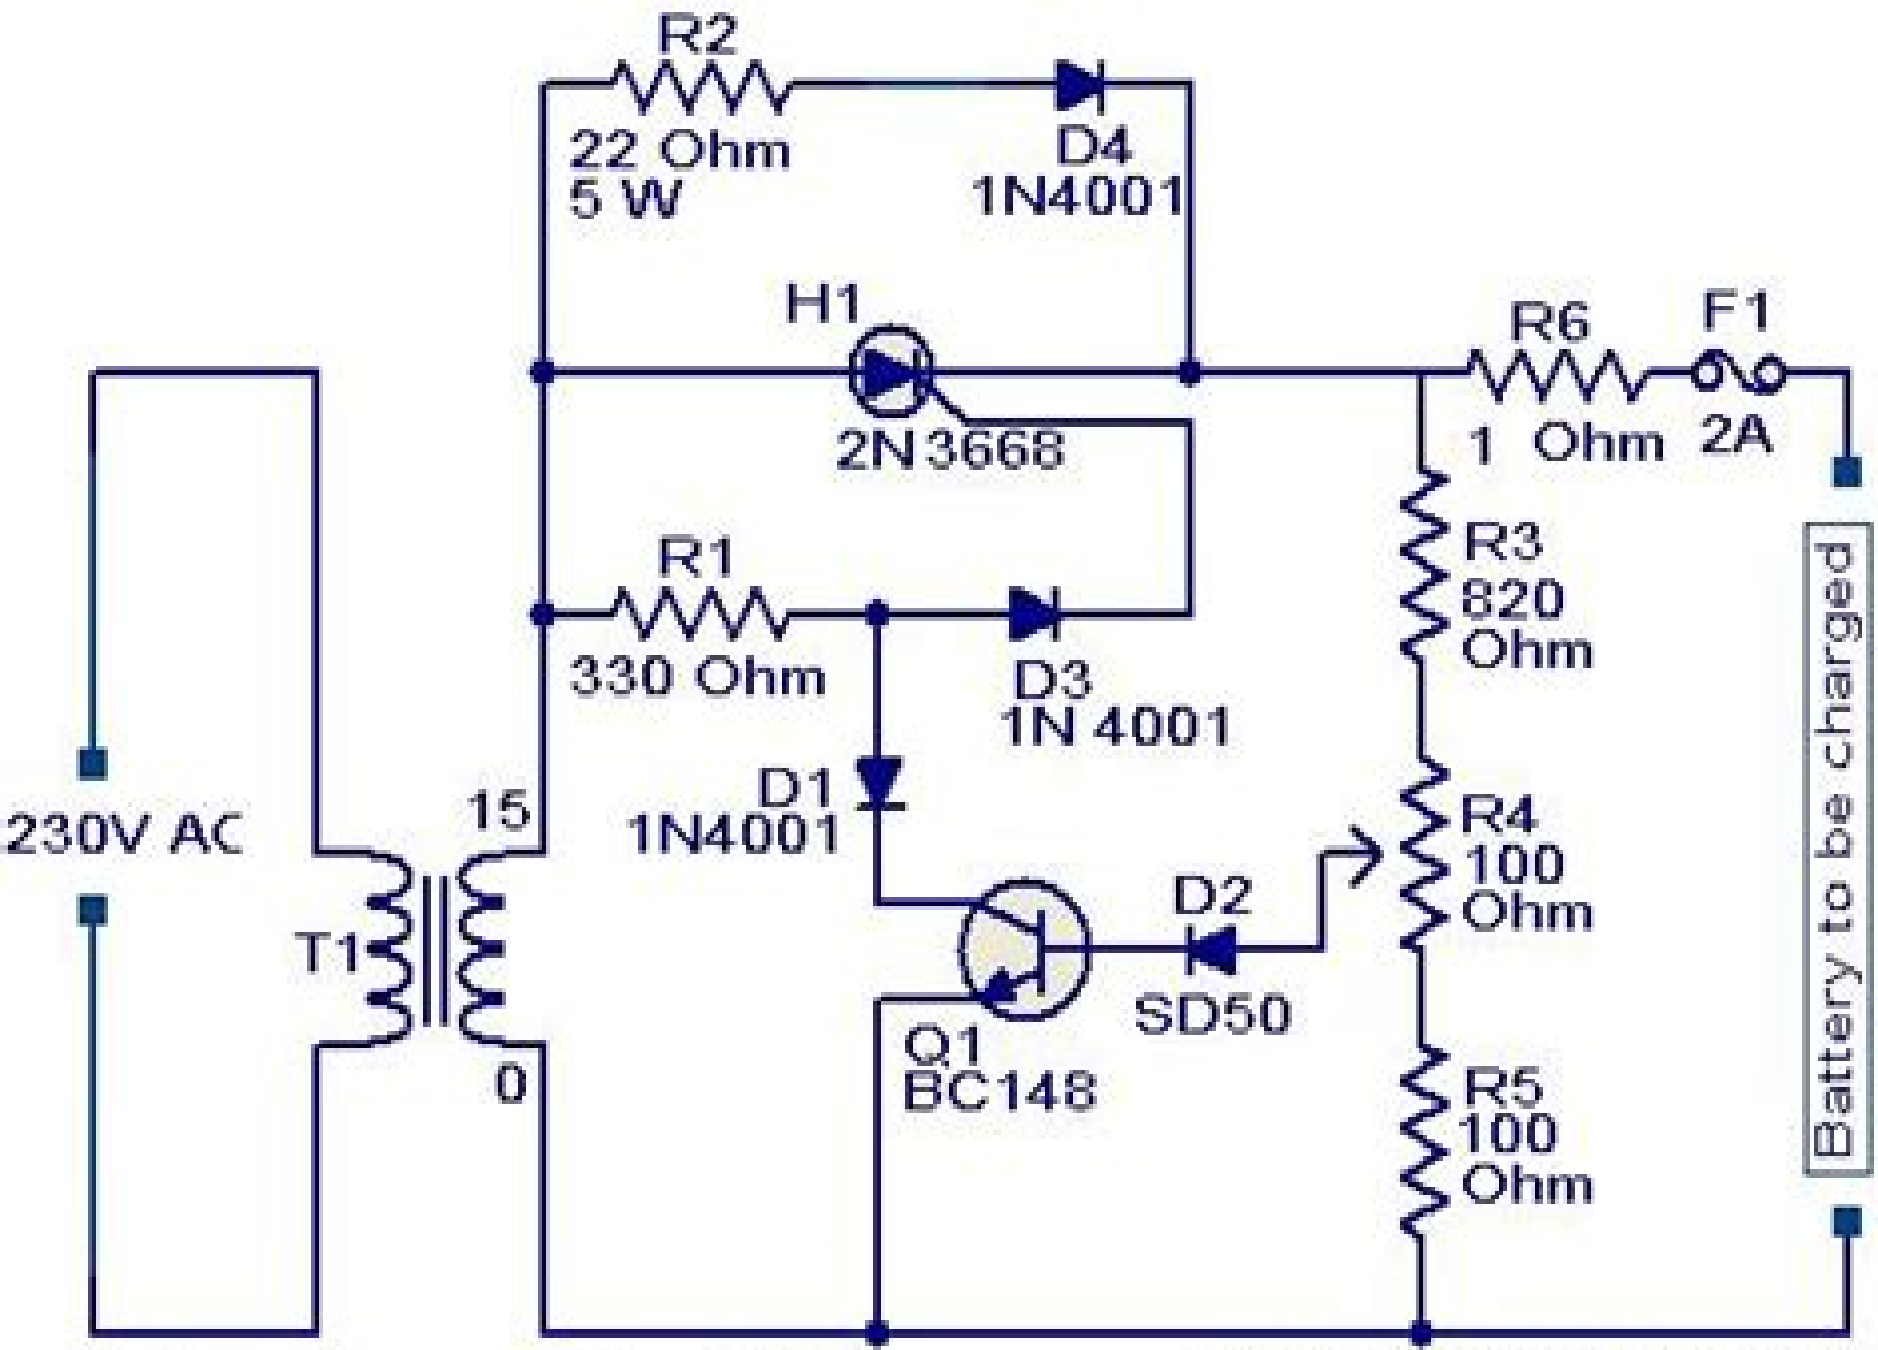 R2
22 Ohm
5 W
D4
1N4001
H1
2N3668
R6
1 Ohm
F1
2A
R1
330 Ohm
D3
1N 4001
R3
820
Ohm
230V AC
15
T1
0
D1
1N4001
D2
SD50
Q1
BC148
R4
100
Ohm
R5
100
Ohm
Battery to be charged